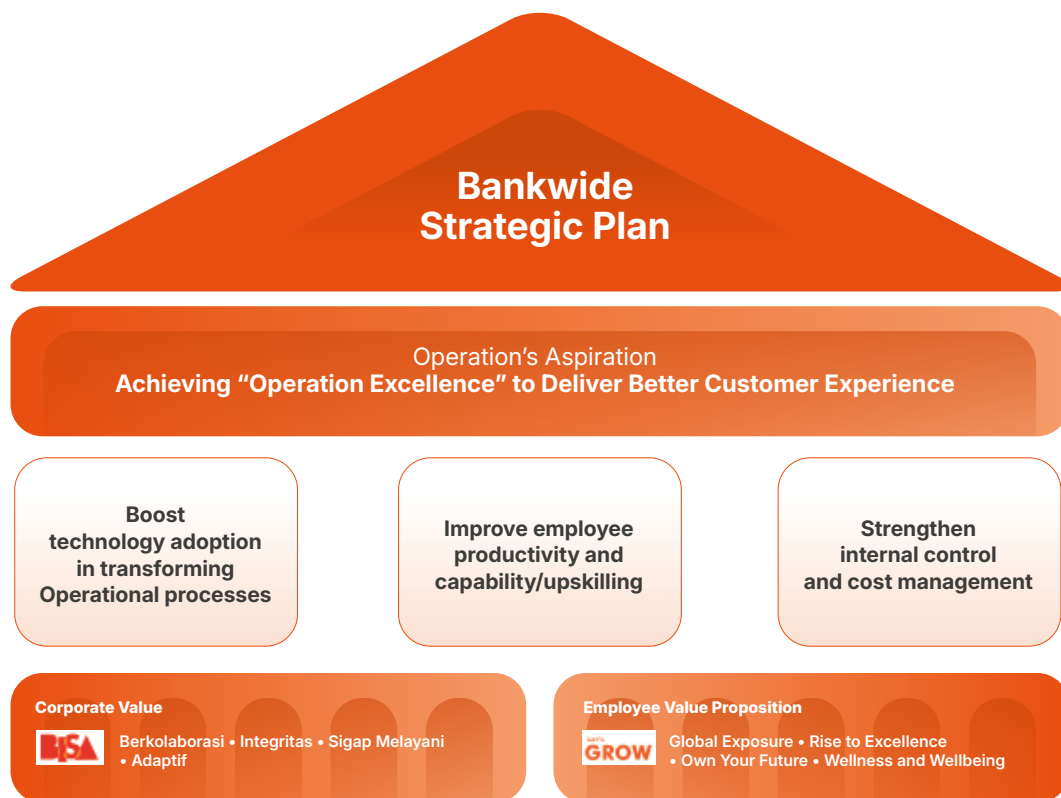 Bankwide
Strategic Plan
Operation’s Aspiration
Achieving “Operation Excellence” to Deliver Better Customer Experience
Boost
technology adoption
in transforming
Operational processes
Improve employee
productivity and
capability/upskilling
Strengthen
internal control
and cost management
Corporate Value
BISA
Berkolaborasi • Integritas • Sigap Melayani
• Adaptif
Employee Value Proposition
Let's
GROW
Global Exposure • Rise to Excellence
• Own Your Future • Wellness and Wellbeing